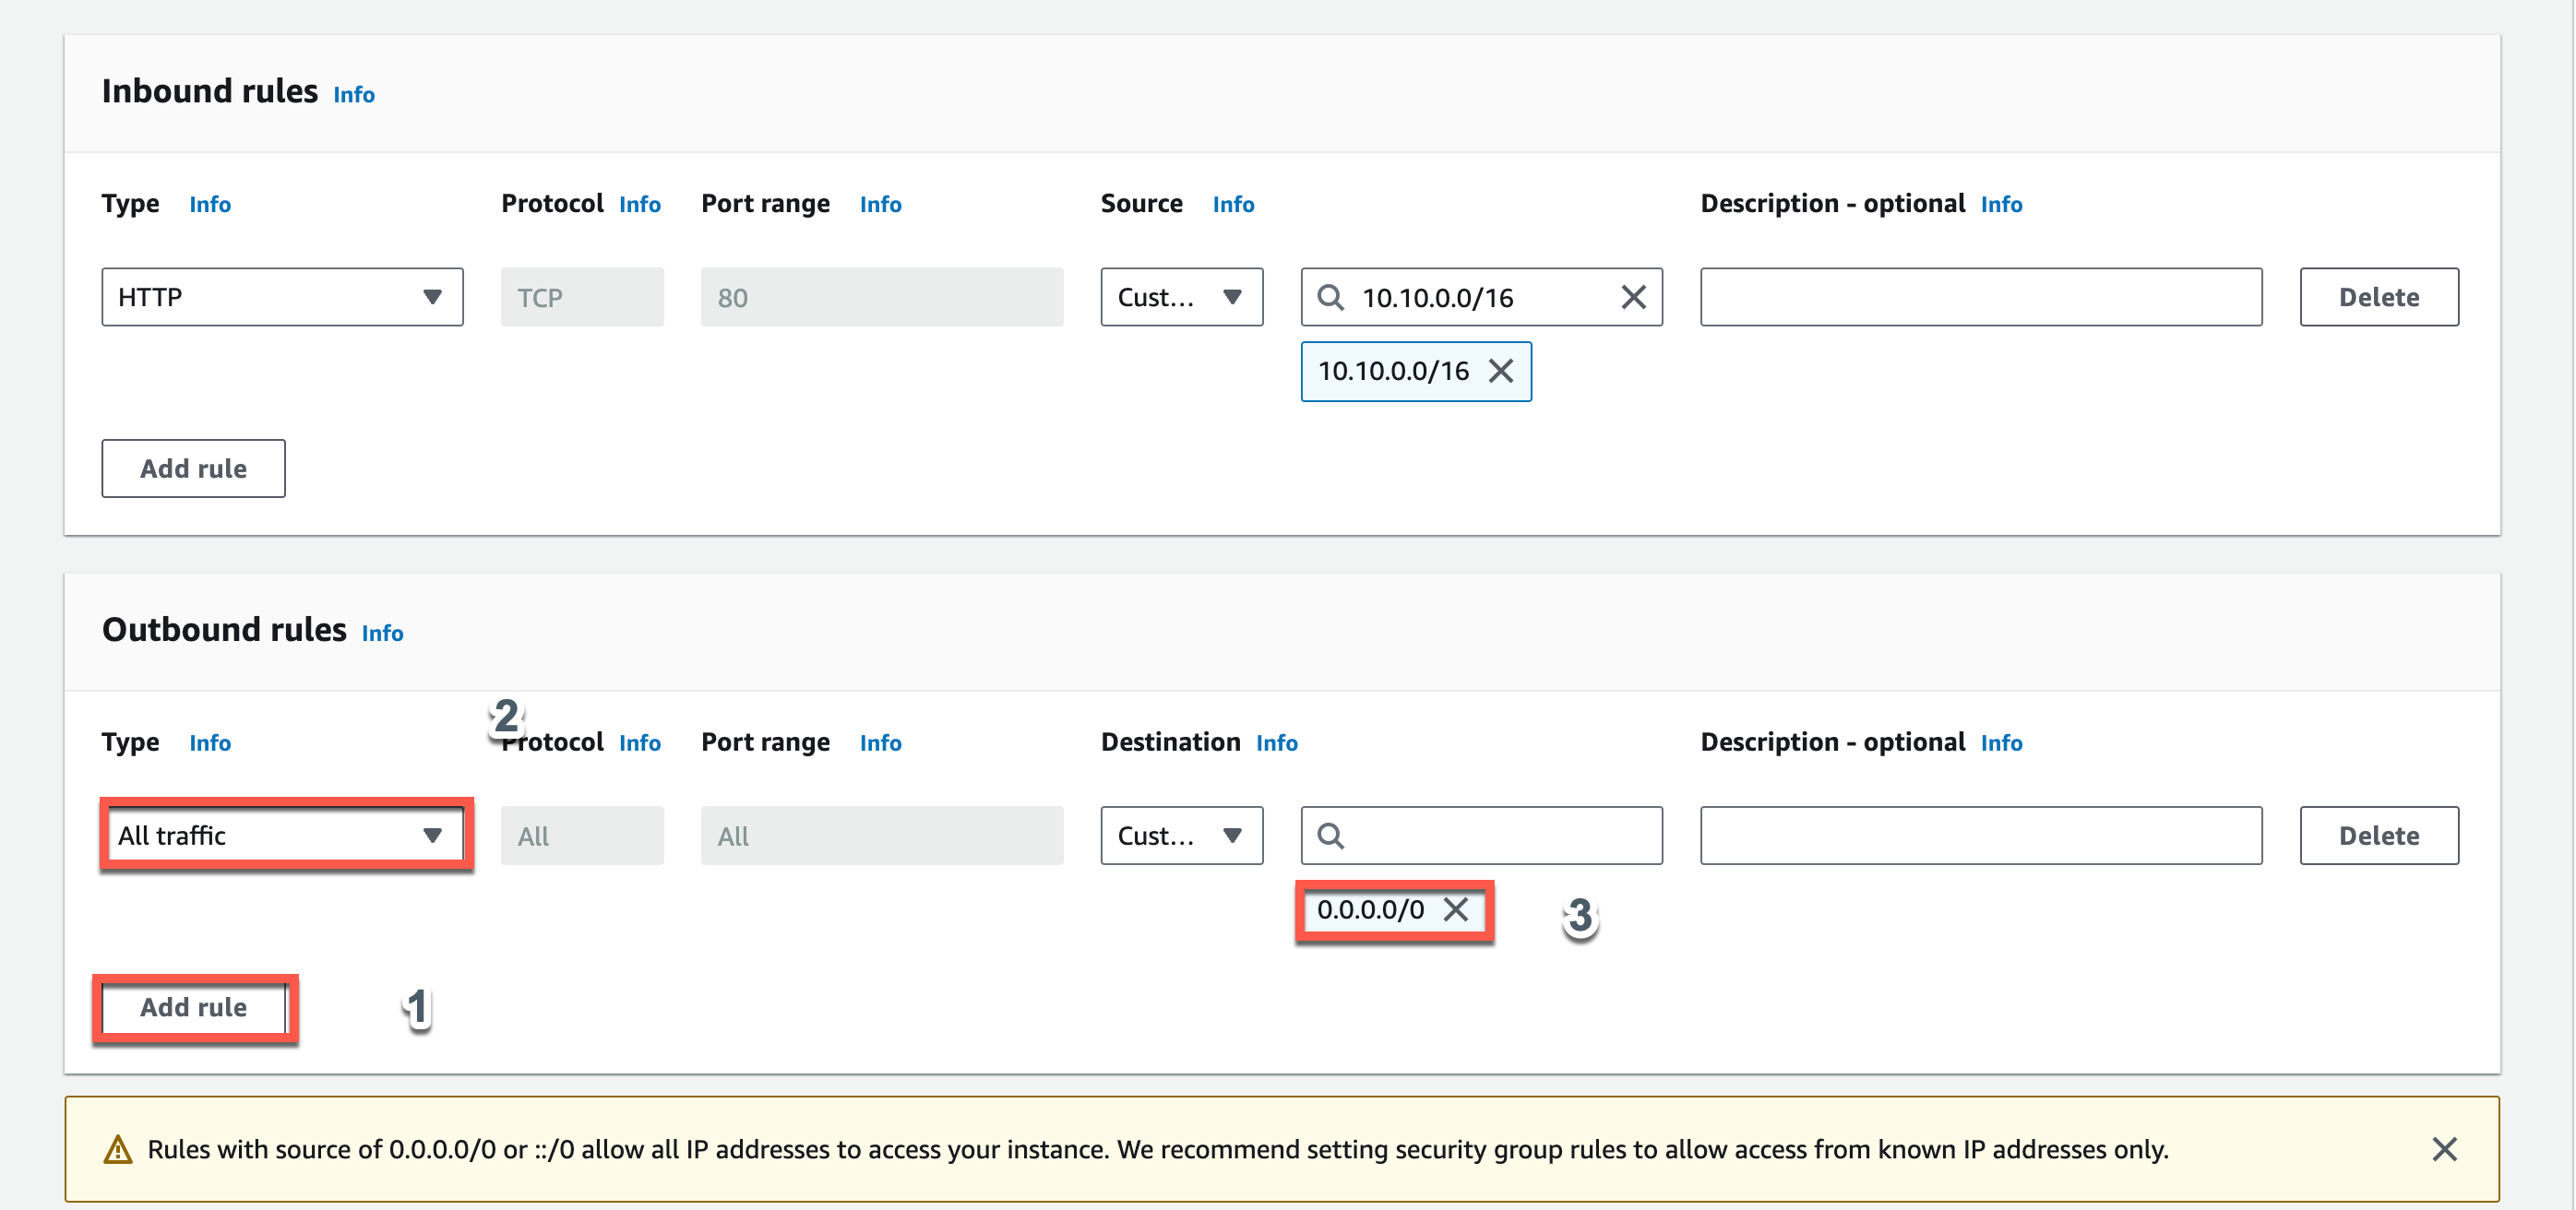 Inbound rules Info
Type Info Protocol Info Port range Info Source Info Description - optional Info
HTTP TCP 80 Cust... 10.10.0.0/16 Delete
10.10.0.0/16
Add rule
Outbound rules Info
2
Type Info Protocol Info Port range Info Destination Info Description - optional Info
All traffic All All Cust... Delete
0.0.0.0/0 3
Add rule 1
Rules with source of 0.0.0.0/0 or ::/0 allow all IP addresses to access your instance. We recommend setting security group rules to allow access from known IP addresses only.